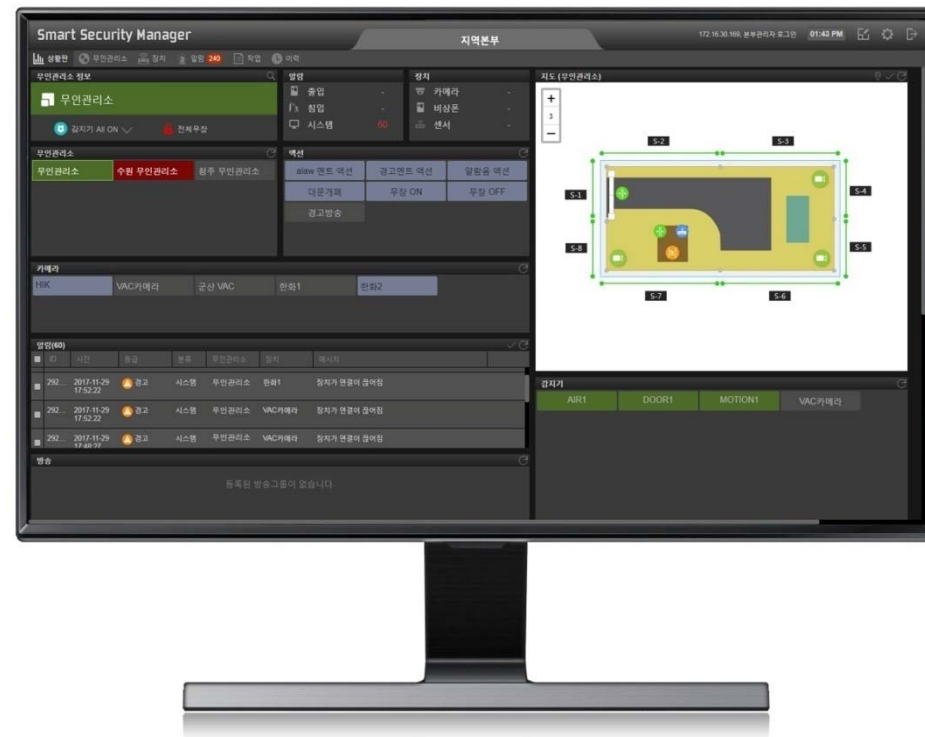 Smart Security Manager
지역본부
172.16.30.169, 본부관리자 로그인 01:43 PM
상황판 무인관리소 장치 알람 240 작업 이력
무인관리소 정보
무인관리소
감지기 All ON
전체무장
알람
출입 -
침입 -
시스템 60
장치
카메라 -
비상폰 -
센서 -
무인관리소
무인관리소 수원 무인관리소 원주 무인관리소
액션
경고멘트 액션 알람음 액션
대문개폐 무장 ON 무장 OFF
경고방송
카메라
HIK VAC카메라 군산 VAC 한화1 한화2
알람(60)
ID 시간 등급 분류 무인관리소 장치 메시지
292... 2017-11-29 17:52:22 경고 시스템 무인관리소 한화1 장치가 연결이 끊어짐
292... 2017-11-29 17:52:22 경고 시스템 무인관리소 VAC카메라 장치가 연결이 끊어짐
292... 2017-11-29 17:48:27 경고 시스템 무인관리소 VAC카메라 장치가 연결이 끊어짐
방송
등록된 방송그룹이 없습니다
지도 (무인관리소)
+
3
−
S-2 S-3
S-1 S-4
S-8 S-5
S-7 S-6
감지기
AIR1 DOOR1 MOTION1 VAC카메라